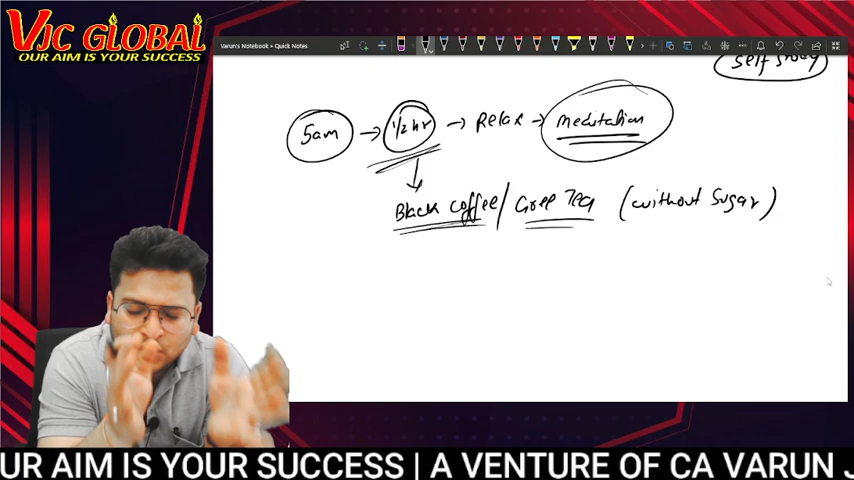 VJC GLOBAL
OUR AIM IS YOUR SUCCESS
Varun's Notebook » Quick Notes
Self Study
5am → 1/2 hr → Relax → Meditation
Black coffee / Gree Tea (without Sugar)
UR AIM IS YOUR SUCCESS | A VENTURE OF CA VARUN J